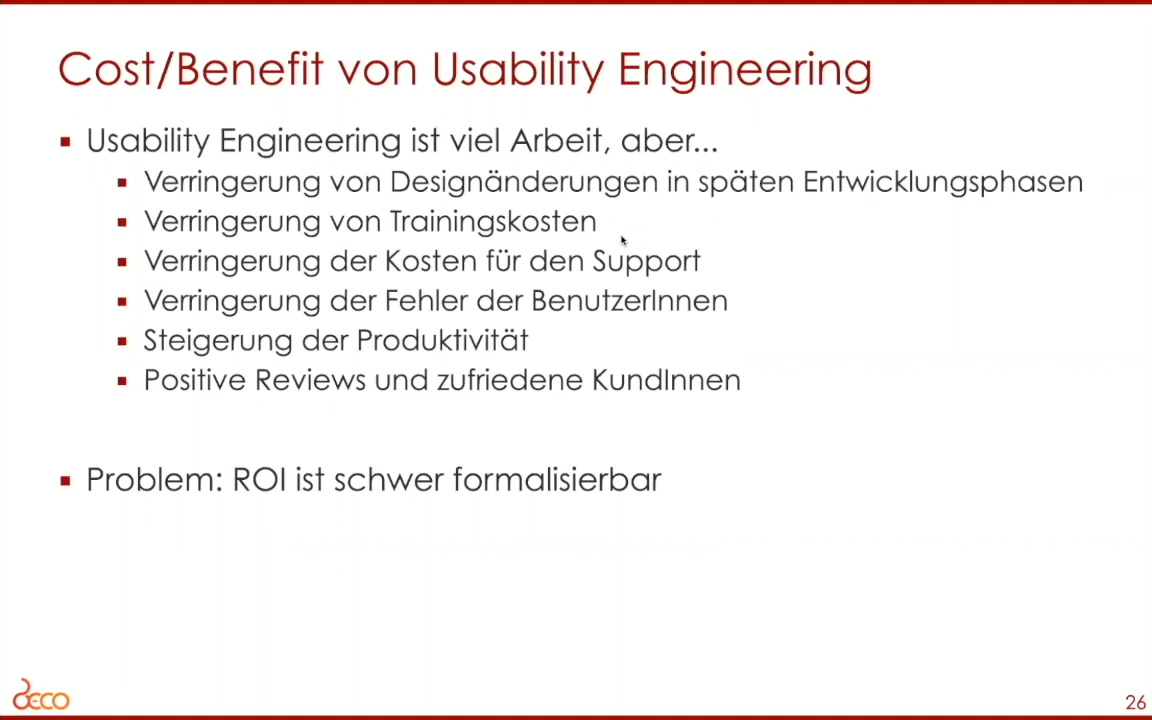 Cost/Benefit von Usability Engineering
Usability Engineering ist viel Arbeit, aber...
Verringerung von Designänderungen in späten Entwicklungsphasen
Verringerung von Trainingskosten
Verringerung der Kosten für den Support
Verringerung der Fehler der BenutzerInnen
Steigerung der Produktivität
Positive Reviews und zufriedene KundInnen
Problem: ROI ist schwer formalisierbar
DECO
26